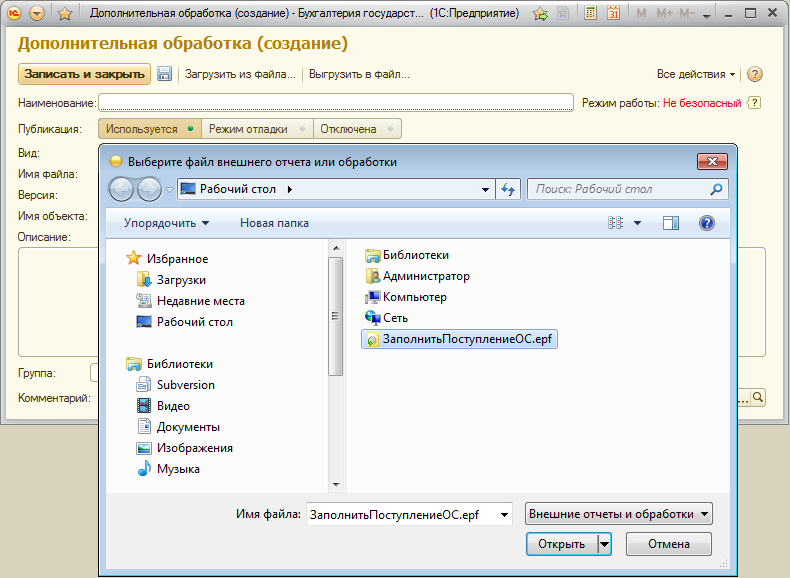 Дополнительная обработка (создание) - Бухгалтерия государст... (1С:Предприятие)
M M+ M-
Дополнительная обработка (создание)
Записать и закрыть Загрузить из файла... Выгрузить в файл... Все действия ?
Наименование: Режим работы: Не безопасный ?
Публикация: Используется Режим отладки Отключена
Вид:
Имя файла:
Версия:
Имя объекта:
Описание:
Группа:
Комментарий: ...
Выберите файл внешнего отчета или обработки
Рабочий стол Поиск: Рабочий стол
Упорядочить Новая папка ?
Избранное
Загрузки
Недавние места
Рабочий стол
Библиотеки
Subversion
Видео
Документы
Изображения
Музыка
Библиотеки
Администратор
Компьютер
Сеть
ЗаполнитьПоступлениеОС.epf
Имя файла: ЗаполнитьПоступлениеОС.epf Внешние отчеты и обработки
Открыть Отмена